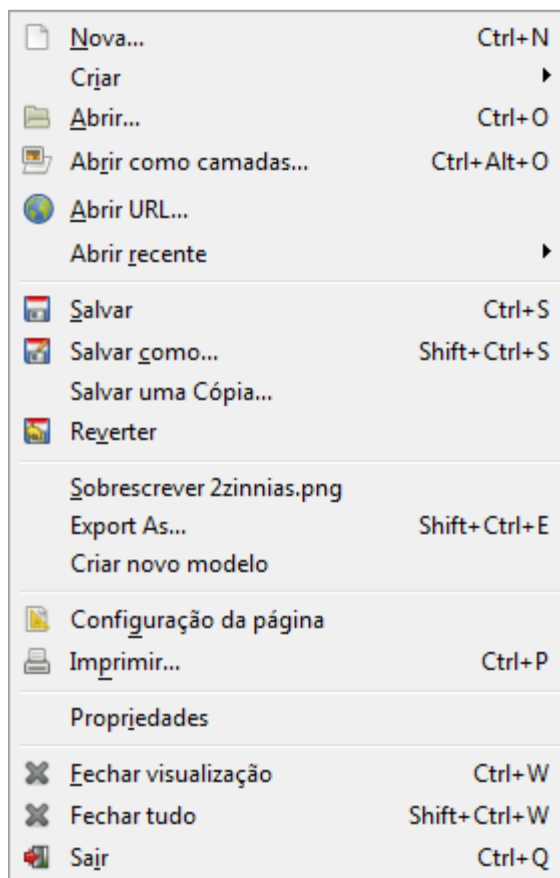 Nova... Ctrl+N
Criar
Abrir... Ctrl+O
Abrir como camadas... Ctrl+Alt+O
Abrir URL...
Abrir recente
Salvar Ctrl+S
Salvar como... Shift+Ctrl+S
Salvar uma Cópia...
Reverter
Sobrescrever 2zinnias.png
Export As... Shift+Ctrl+E
Criar novo modelo
Configuração da página
Imprimir... Ctrl+P
Propriedades
Fechar visualização Ctrl+W
Fechar tudo Shift+Ctrl+W
Sair Ctrl+Q